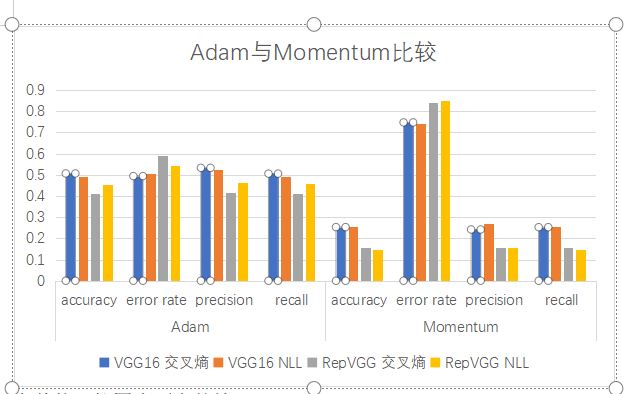 Adam与Momentum比较
0.9
0.8
0.7
0.6
0.5
0.4
0.3
0.2
0.1
0
accuracy error rate precision recall accuracy error rate precision recall
Adam Momentum
VGG16 交叉熵 VGG16 NLL RepVGG 交叉熵 RepVGG NLL